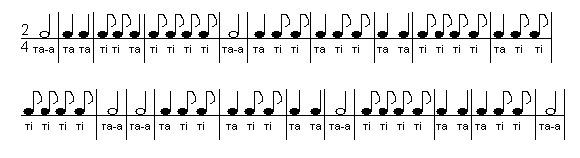 2
4 та-а та та ти ти та ти ти ти ти та-а та ти ти та ти ти та та ти ти ти ти та ти ти
ти ти ти ти та-а та-а та ти ти та ти ти та та та-а ти ти ти ти та та та ти ти та-а